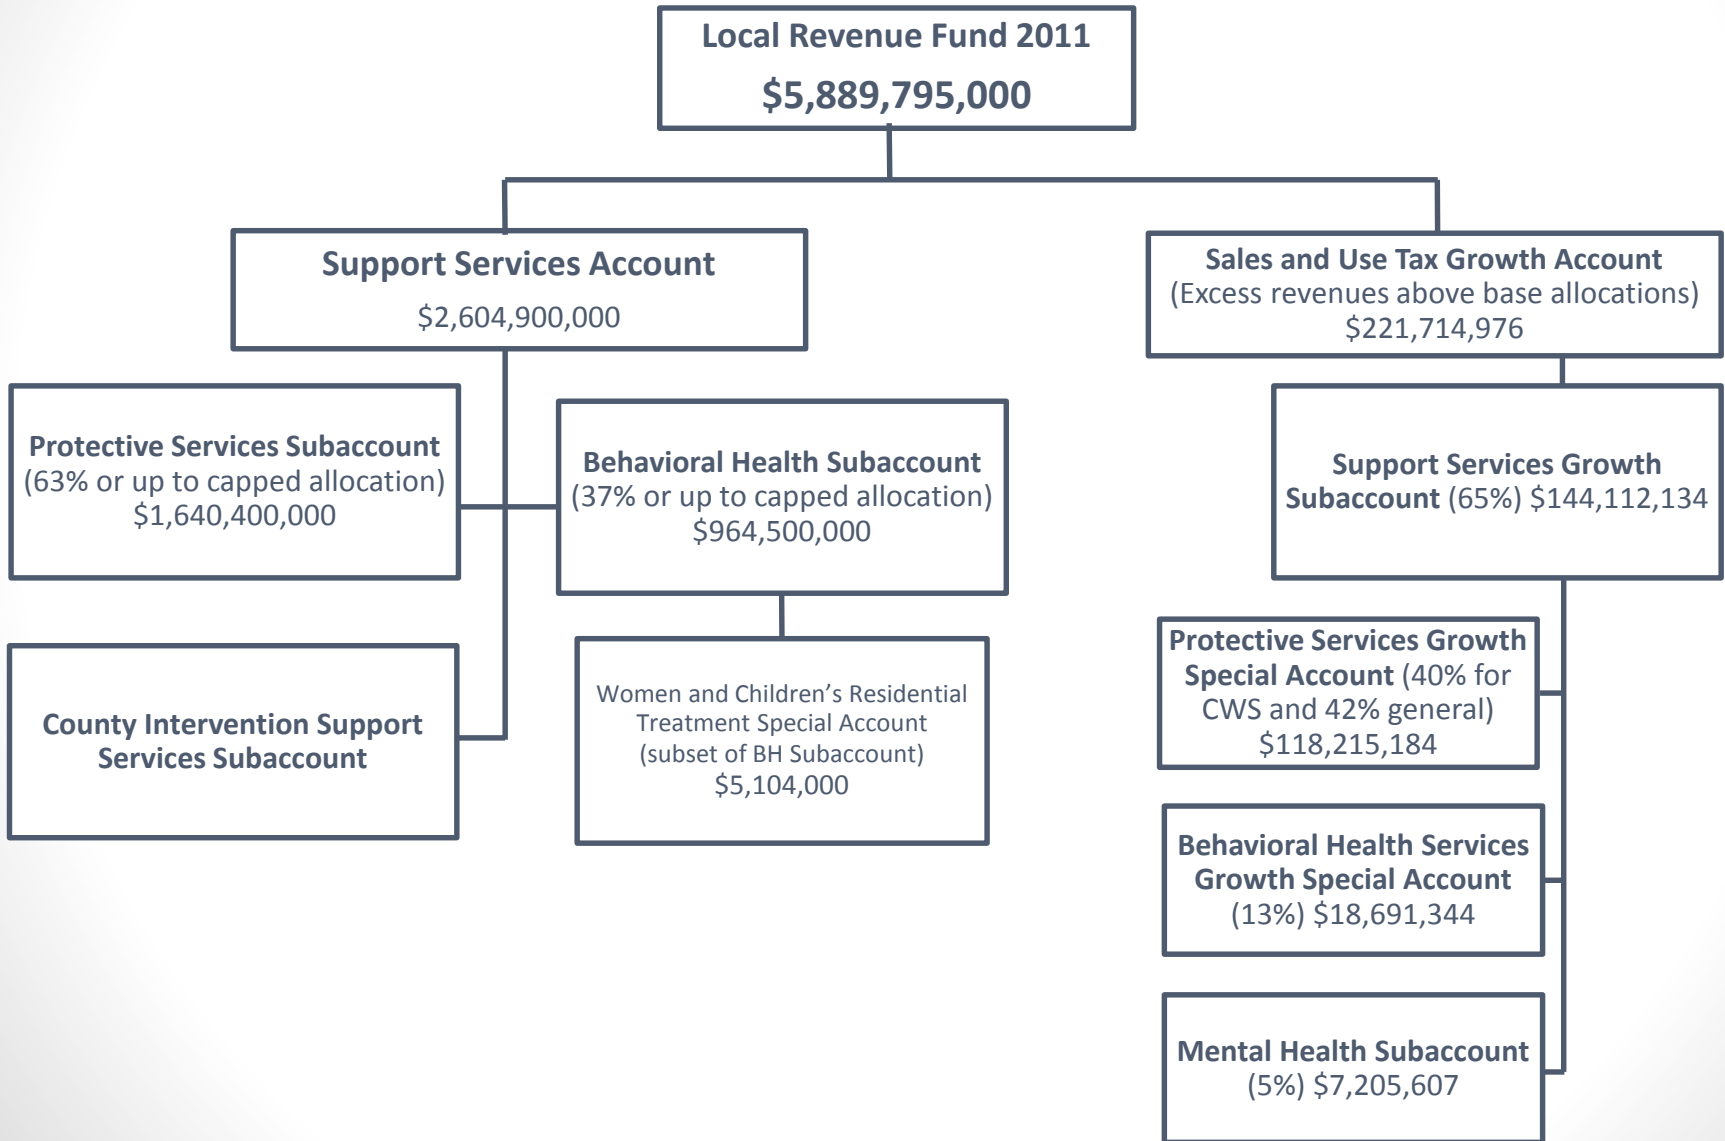 Local Revenue Fund 2011
$5,889,795,000
Support Services Account
$2,604,900,000
Sales and Use Tax Growth Account
(Excess revenues above base allocations)
$221,714,976
Protective Services Subaccount
(63% or up to capped allocation)
$1,640,400,000
Behavioral Health Subaccount
(37% or up to capped allocation)
$964,500,000
Support Services Growth
Subaccount (65%) $144,112,134
County Intervention Support
Services Subaccount
Women and Children’s Residential
Treatment Special Account
(subset of BH Subaccount)
$5,104,000
Protective Services Growth
Special Account (40% for
CWS and 42% general)
$118,215,184
Behavioral Health Services
Growth Special Account
(13%) $18,691,344
Mental Health Subaccount
(5%) $7,205,607